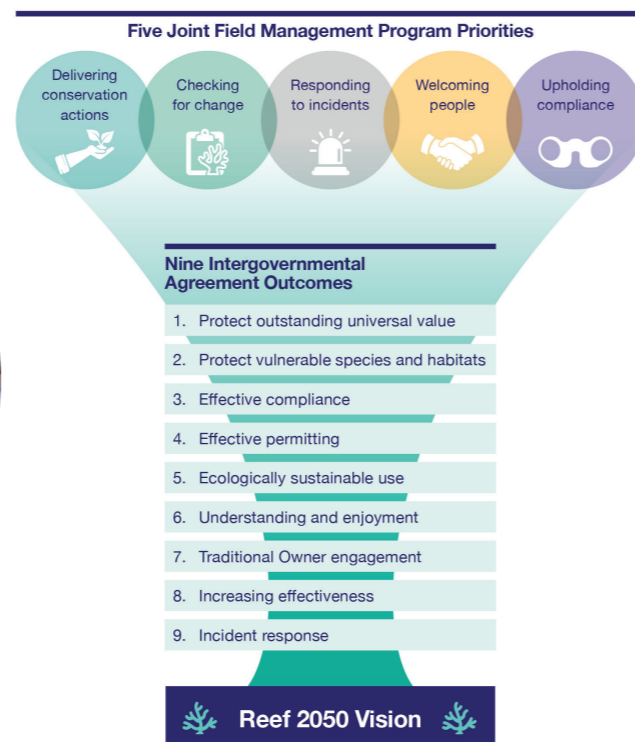 Five Joint Field Management Program Priorities
Delivering
conservation
actions
Checking
for change
Responding
to incidents
Welcoming
people
Upholding
compliance
Nine Intergovernmental
Agreement Outcomes
1. Protect outstanding universal value
2. Protect vulnerable species and habitats
3. Effective compliance
4. Effective permitting
5. Ecologically sustainable use
6. Understanding and enjoyment
7. Traditional Owner engagement
8. Increasing effectiveness
9. Incident response
Reef 2050 Vision